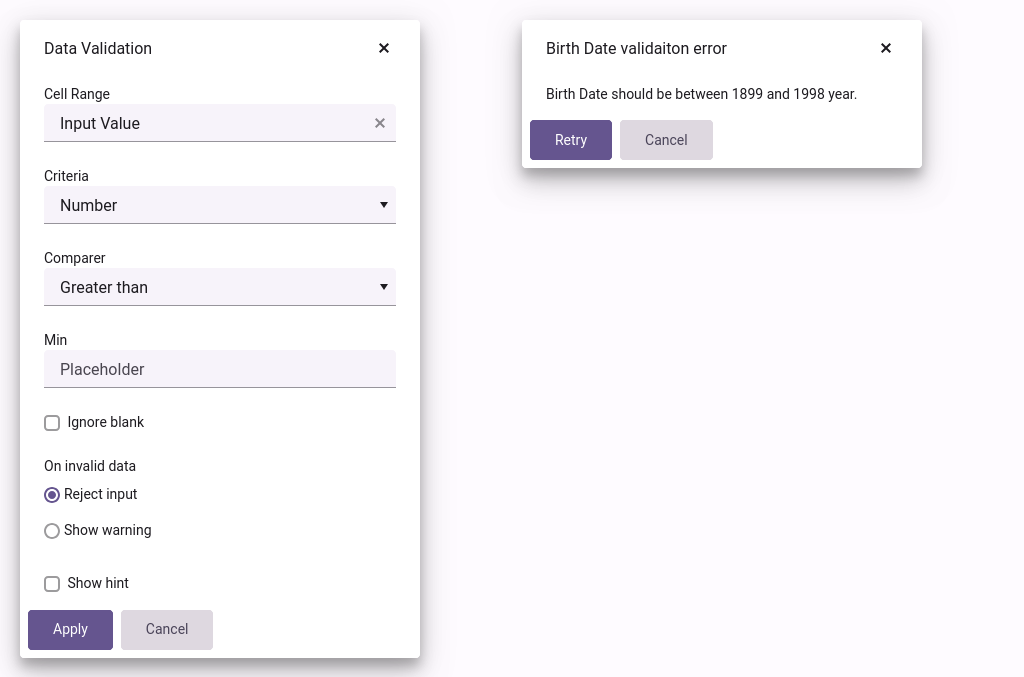 Data Validation
Cell Range
Input Value
Criteria
Number
Comparer
Greater than
Min
Placeholder
Ignore blank
On invalid data
Reject input
Show warning
Show hint
Apply Cancel
Birth Date validaiton error
Birth Date should be between 1899 and 1998 year.
Retry Cancel